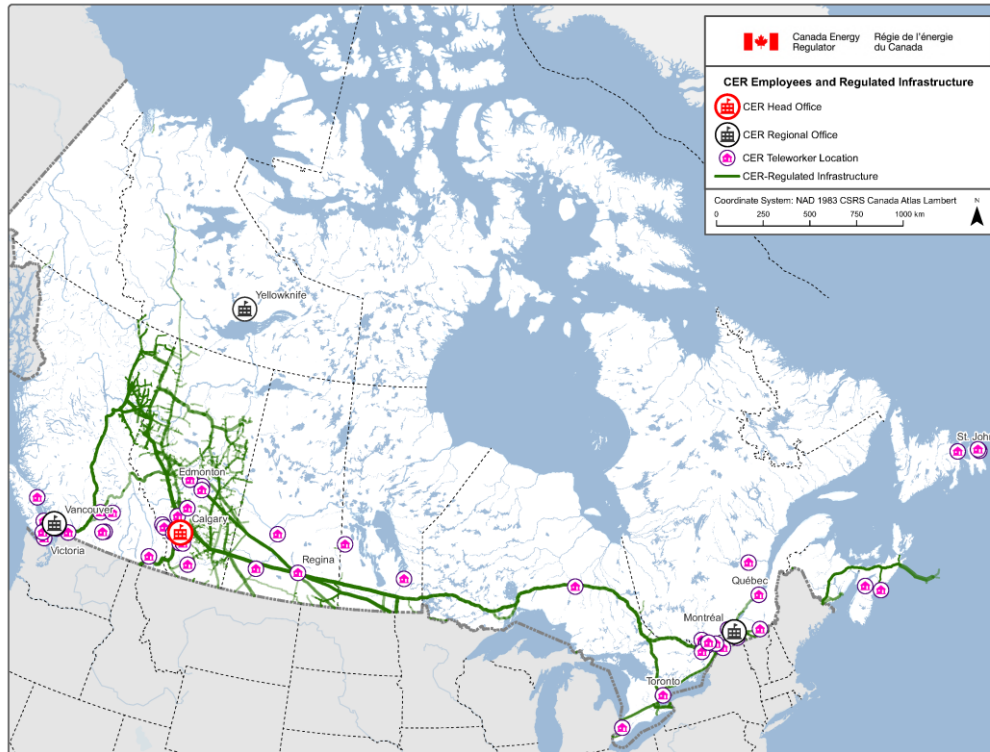 Canada Energy
Regulator
Régie de l'énergie
du Canada
CER Employees and Regulated Infrastructure
CER Head Office
CER Regional Office
CER Teleworker Location
CER-Regulated Infrastructure
Coordinate System: NAD 1983 CSRS Canada Atlas Lambert
N
0 250 500 1000 km
Yellowknife
St. John
Edmonton
Vancouver
Calgary
Victoria
Regina
Québec
Montréal
Toronto